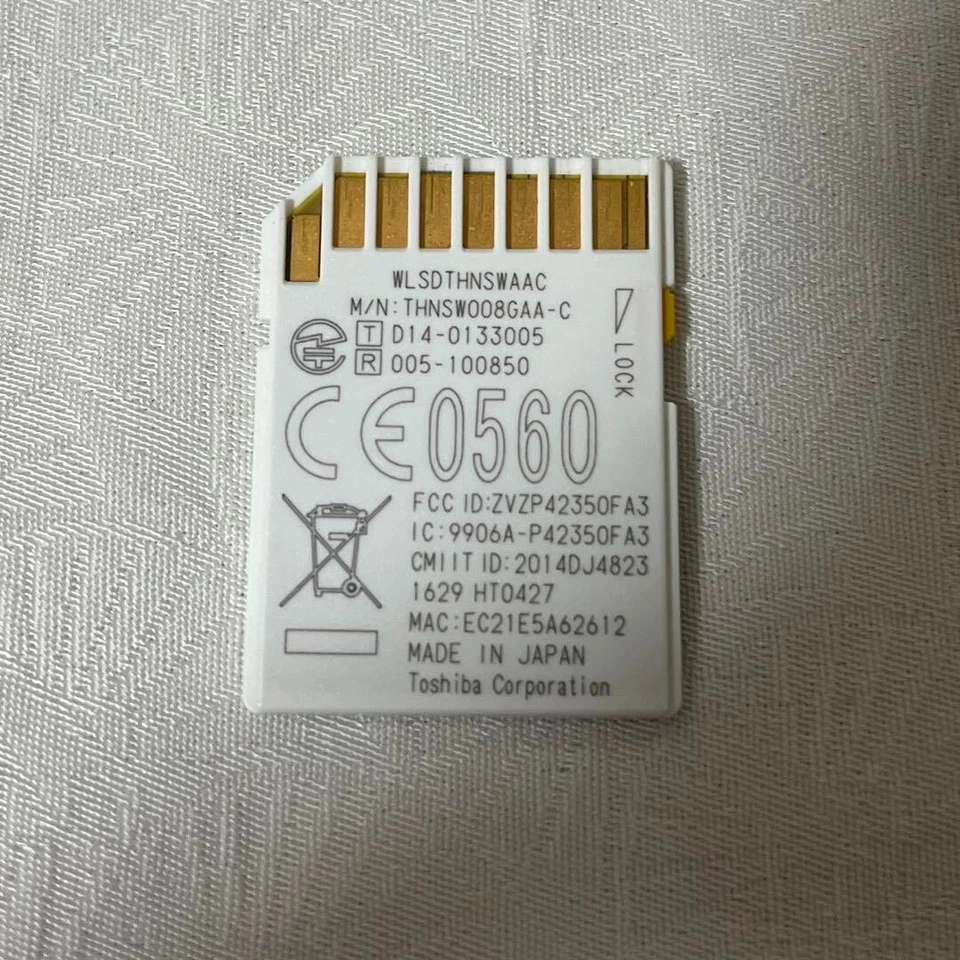 WLSDTHNSWAAC
M/N:THNSW008GAA-C
T D14-0133005
R 005-100850
LOCK
CE0560
FCC ID:ZVZP42350FA3
IC:9906A-P42350FA3
CMIIT ID:2014DJ4823
1629 HT0427
MAC:EC21E5A62612
MADE IN JAPAN
Toshiba Corporation